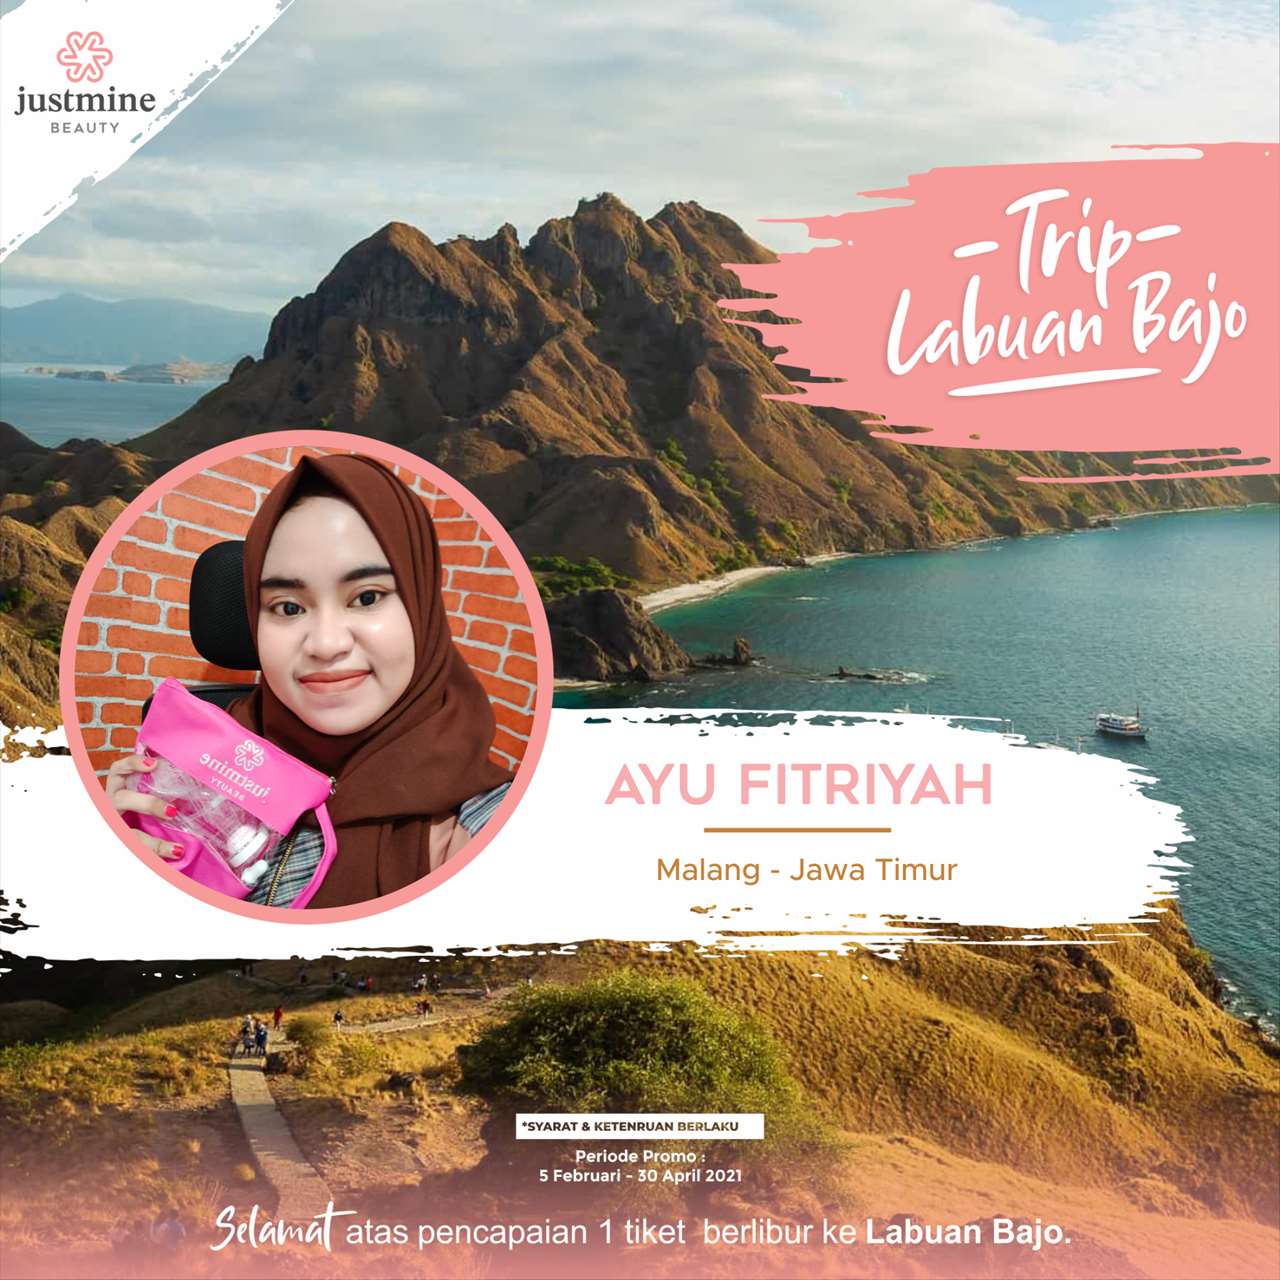 justmine
BEAUTY
-Trip-
Labuan Bajo
justmine
BEAUTY
AYU FITRIYAH
Malang - Jawa Timur
*SYARAT & KETENRUAN BERLAKU
Periode Promo :
5 Februari - 30 April 2021
Selamat atas pencapaian 1 tiket berlibur ke Labuan Bajo.